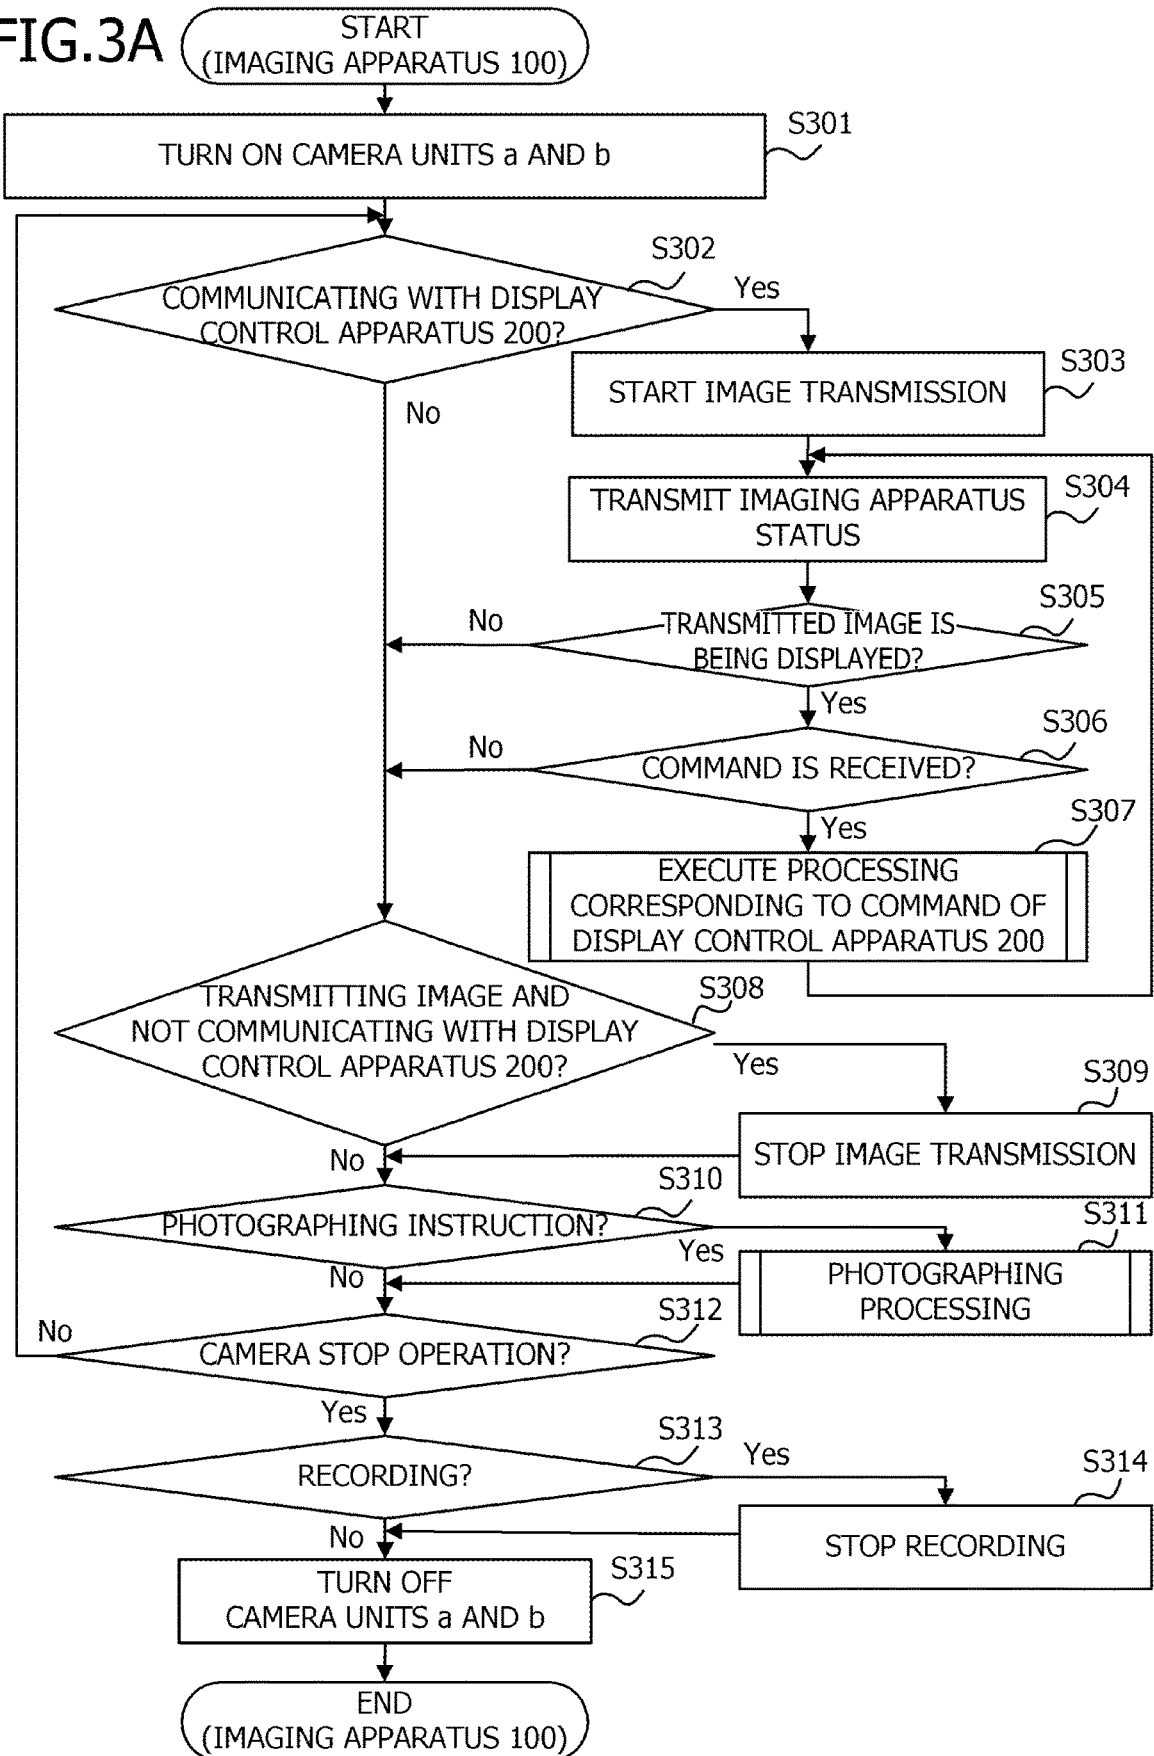 FIG.3A
START
(IMAGING APPARATUS 100)
S301
TURN ON CAMERA UNITS a AND b
S302
COMMUNICATING WITH DISPLAY
CONTROL APPARATUS 200?
Yes
No
S303
START IMAGE TRANSMISSION
S304
TRANSMIT IMAGING APPARATUS
STATUS
S305
TRANSMITTED IMAGE IS
BEING DISPLAYED?
No
Yes
S306
COMMAND IS RECEIVED?
No
Yes
S307
EXECUTE PROCESSING
CORRESPONDING TO COMMAND OF
DISPLAY CONTROL APPARATUS 200
S308
TRANSMITTING IMAGE AND
NOT COMMUNICATING WITH DISPLAY
CONTROL APPARATUS 200?
Yes
No
S309
STOP IMAGE TRANSMISSION
S310
PHOTOGRAPHING INSTRUCTION?
Yes
No
S311
PHOTOGRAPHING
PROCESSING
S312
CAMERA STOP OPERATION?
No
Yes
S313
RECORDING?
Yes
No
S314
STOP RECORDING
S315
TURN OFF
CAMERA UNITS a AND b
END
(IMAGING APPARATUS 100)